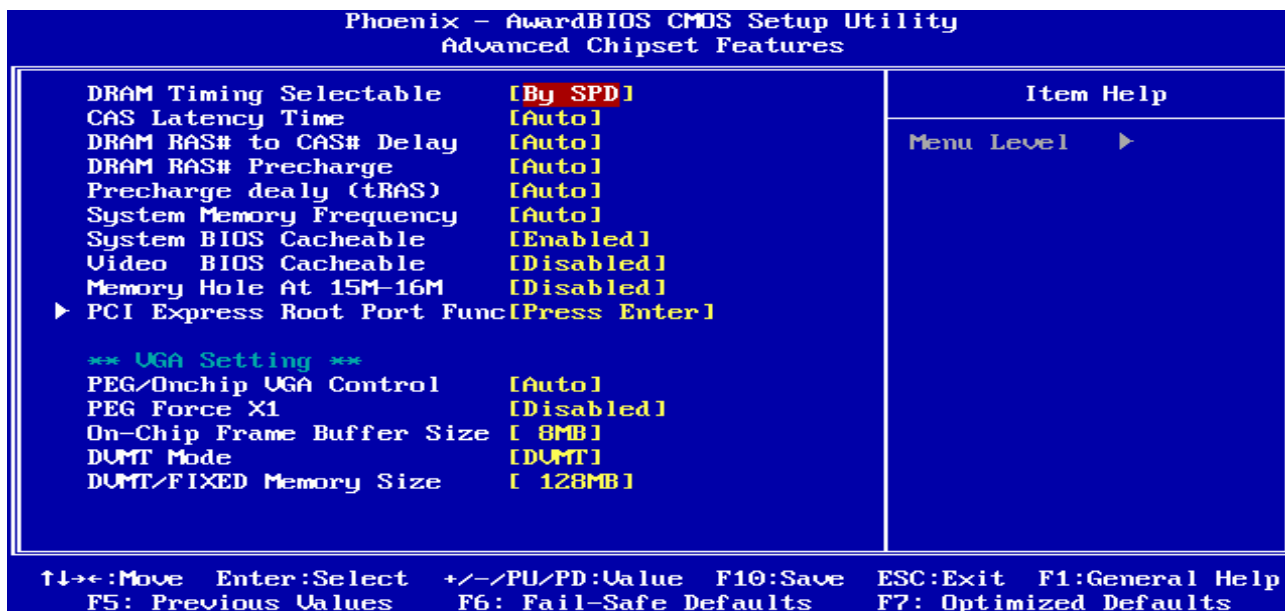 Phoenix - AwardBIOS CMOS Setup Utility
Advanced Chipset Features
DRAM Timing Selectable [By SPD]
CAS Latency Time [Auto]
DRAM RAS# to CAS# Delay [Auto]
DRAM RAS# Precharge [Auto]
Precharge dealy (tRAS) [Auto]
System Memory Frequency [Auto]
System BIOS Cacheable [Enabled]
Video BIOS Cacheable [Disabled]
Memory Hole At 15M-16M [Disabled]
▶ PCI Express Root Port Func[Press Enter]
** VGA Setting **
PEG/Onchip VGA Control [Auto]
PEG Force X1 [Disabled]
On-Chip Frame Buffer Size [ 8MB]
DVMT Mode [DVMT]
DVMT/FIXED Memory Size [ 128MB]
Item Help
Menu Level ▶
↑↓→←:Move Enter:Select +/-/PU/PD:Value F10:Save ESC:Exit F1:General Help
F5: Previous Values F6: Fail-Safe Defaults F7: Optimized Defaults